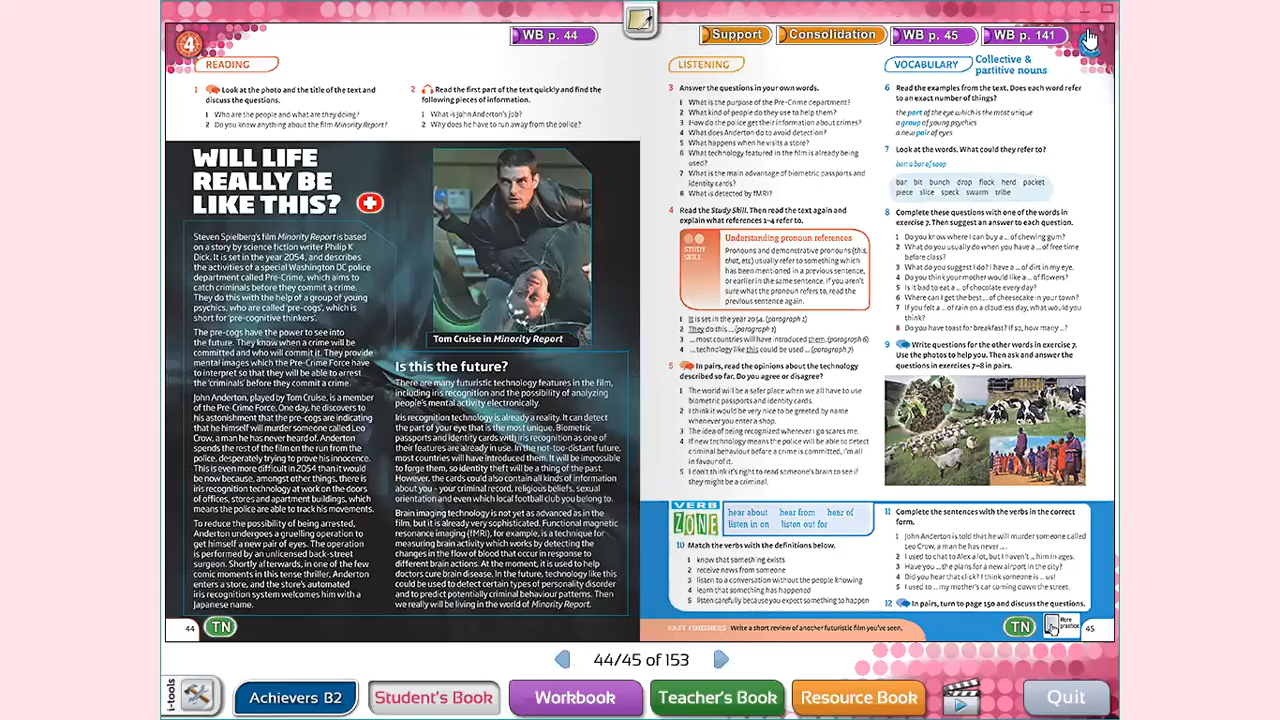 4
WB p. 44
Support
Consolidation
WB p. 45
WB p. 141
READING
1 Look at the photo and the title of the text and
discuss the questions.
1 Who are the people and what are they doing?
2 Do you know anything about the film Minority Report?
2 Read the first part of the text quickly and find the
following pieces of information.
1 What is John Anderton's job?
2 Why does he have to run away from the police?
WILL LIFE
REALLY BE
LIKE THIS?
Steven Spielberg's film Minority Report is based
on a story by science fiction writer Philip K
Dick. It is set in the year 2054, and describes
the activities of a special Washington DC police
department called Pre-Crime, which aims to
catch criminals before they commit a crime.
They do this with the help of a group of young
psychics, who are called 'pre-cogs', which is
short for 'pre-cognitive thinkers'.
The pre-cogs have the power to see into
the future. They know when a crime will be
committed and who will commit it. They provide
mental images which the Pre-Crime Force have
to interpret so that they will be able to arrest
the 'criminals' before they commit a crime.
John Anderton, played by Tom Cruise, is a member
of the Pre-Crime Force. One day, he discovers to
his astonishment that the pre-cogs are indicating
that he himself will murder someone called Leo
Crow, a man he has never heard of. Anderton
spends the rest of the film on the run from the
police, desperately trying to prove his innocence.
This is even more difficult in 2054 than it would
be now because, amongst other things, there is
iris recognition technology at work on the doors
of offices, stores and apartment buildings, which
means the police are able to track his movements.
To reduce the possibility of being arrested,
Anderton undergoes a gruelling operation to
get himself a new pair of eyes. The operation
is performed by an unlicensed back-street
surgeon. Shortly afterwards, in one of the few
comic moments in this tense thriller, Anderton
enters a store, and the store's automated
iris recognition system welcomes him with a
Japanese name.
Tom Cruise in Minority Report
Is this the future?
There are many futuristic technology features in the film,
including iris recognition and the possibility of analyzing
people's mental activity electronically.
Iris recognition technology is already a reality. It can detect
the part of your eye that is the most unique. Biometric
passports and identity cards with iris recognition as one of
their features are already in use. In the not-too-distant future,
most countries will have introduced them. It will be impossible
to forge them, so identity theft will be a thing of the past.
However, the cards could also contain all kinds of information
about you – your criminal record, religious beliefs, sexual
orientation and even which local football club you belong to.
Brain imaging technology is not yet as advanced as in the
film, but it is already very sophisticated. Functional magnetic
resonance imaging (fMRI), for example, is a technique for
measuring brain activity which works by detecting the
changes in the flow of blood that occur in response to
different brain actions. At the moment, it is used to help
doctors cure brain disease. In the future, technology like this
could be used to detect certain types of personality disorder
and to predict potentially criminal behaviour patterns. Then
we really will be living in the world of Minority Report.
44
TN
LISTENING
3 Answer the questions in your own words.
1 What is the purpose of the Pre-Crime department?
2 What kind of people do they use to help them?
3 How do the police get their information about crimes?
4 What does Anderton do to avoid detection?
5 What happens when he visits a store?
6 What technology featured in the film is already being
used?
7 What is the main advantage of biometric passports and
identity cards?
8 What is detected by fMRI?
4 Read the Study Skill. Then read the text again and
explain what references 1–4 refer to.
STUDY
SKILL
Understanding pronoun references
Pronouns and demonstrative pronouns (this,
that, etc) usually refer to something which
has been mentioned in a previous sentence,
or earlier in the same sentence. If you aren't
sure what the pronoun refers to, read the
previous sentence again.
1 It is set in the year 2054. (paragraph 1)
2 They do this ... (paragraph 1)
3 ... most countries will have introduced them. (paragraph 6)
4 ... technology like this could be used ... (paragraph 7)
5 In pairs, read the opinions about the technology
described so far. Do you agree or disagree?
1 The world will be a safer place when we all have to use
biometric passports and identity cards.
2 I think it would be very nice to be greeted by name
whenever you enter a shop.
3 The idea of being recognized wherever I go scares me.
4 If new technology means the police will be able to detect
criminal behaviour before a crime is committed, I'm all
in favour of it.
5 I don't think it's right to read someone's brain to see if
they might be a criminal.
VOCABULARY
Collective &
partitive nouns
6 Read the examples from the text. Does each word refer
to an exact number of things?
the part of the eye which is the most unique
a group of young psychics
a new pair of eyes
7 Look at the words. What could they refer to?
bar: a bar of soap
bar bit bunch drop flock herd packet
piece slice speck swarm tribe
8 Complete these questions with one of the words in
exercise 7. Then suggest an answer to each question.
1 Do you know where I can buy a ... of chewing gum?
2 What do you usually do when you have a ... of free time
before class?
3 What do you suggest I do? I have a ... of dirt in my eye.
4 Do you think your mother would like a ... of flowers?
5 Is it bad to eat a ... of chocolate every day?
6 Where can I get the best ... of cheesecake in your town?
7 If you felt a ... of rain on a cloudless day, what would you
think?
8 Do you have toast for breakfast? If so, how many ...?
9 Write questions for the other words in exercise 7.
Use the photos to help you. Then ask and answer the
questions in exercises 7–8 in pairs.
VERB
ZONE
hear about hear from hear of
listen in on listen out for
10 Match the verbs with the definitions below.
1 know that something exists
2 receive news from someone
3 listen to a conversation without the people knowing
4 learn that something has happened
5 listen carefully because you expect something to happen
11 Complete the sentences with the verbs in the correct
form.
1 John Anderton is told that he will murder someone called
Leo Crow, a man he has never ... .
2 I used to chat to Alex a lot, but I haven't ... him in ages.
3 Have you ... the plans for a new airport in the city?
4 Did you hear that click? I think someone is ... us!
5 I used to ... my mother's car coming down the street.
12 In pairs, turn to page 150 and discuss the questions.
FAST FINISHERS Write a short review of another futuristic film you've seen.
TN
More
practice
45
44/45 of 153
i-tools
Achievers B2
Student's Book
Workbook
Teacher's Book
Resource Book
Quit